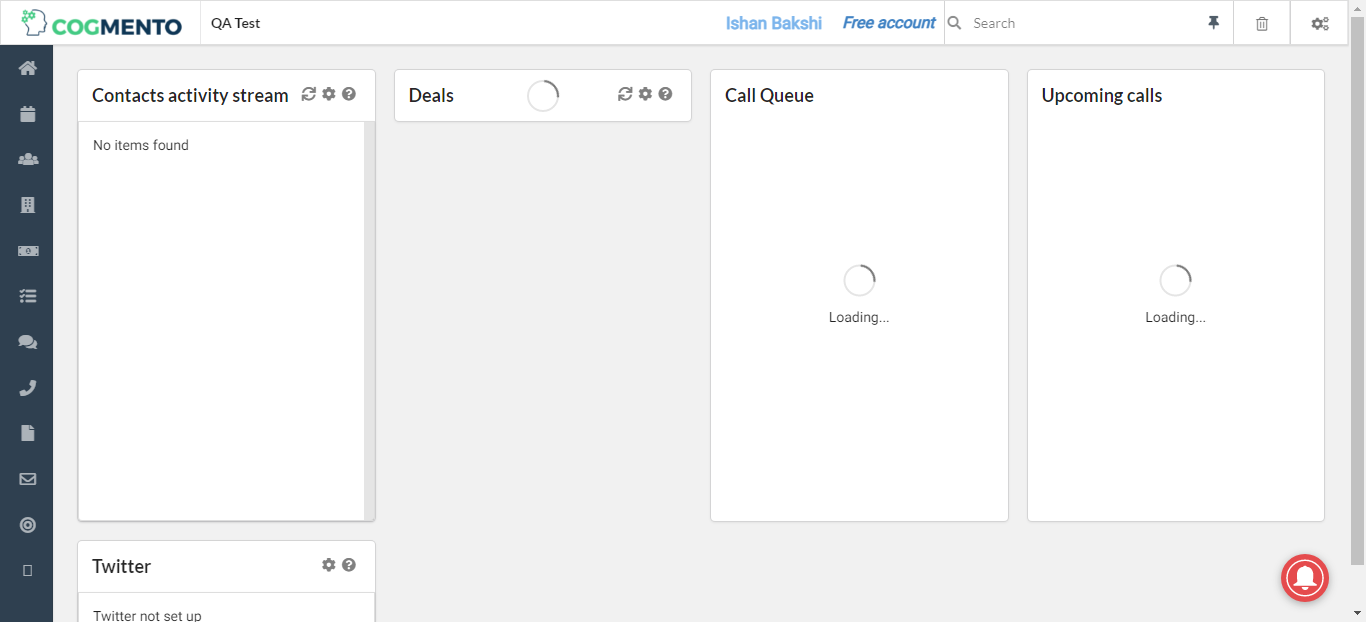 COGMENTO
QA Test
Ishan Bakshi
Free account
Search
Contacts activity stream
No items found
Deals
Call Queue
Loading...
Upcoming calls
Loading...
Twitter
Twitter not set up